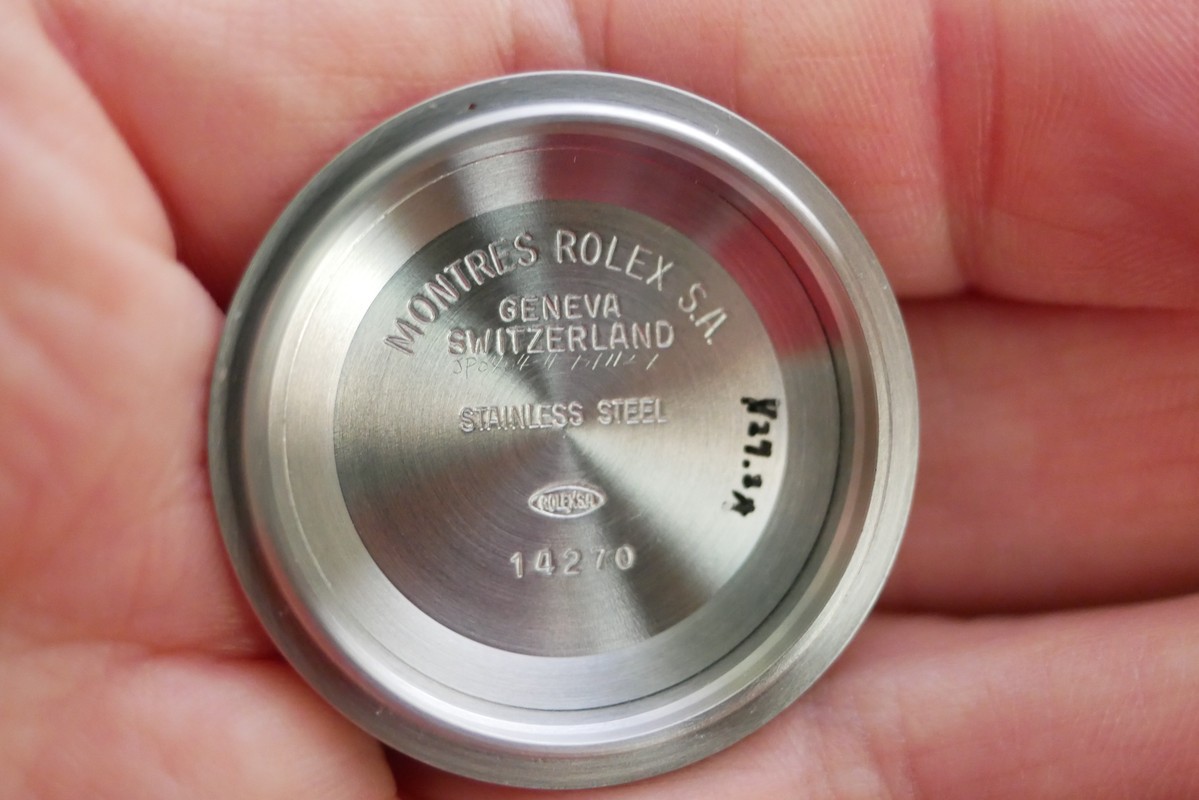 MONTRES ROLEX S.A.
GENEVA
SWITZERLAND
STAINLESS STEEL
ROLEX S.A
14270